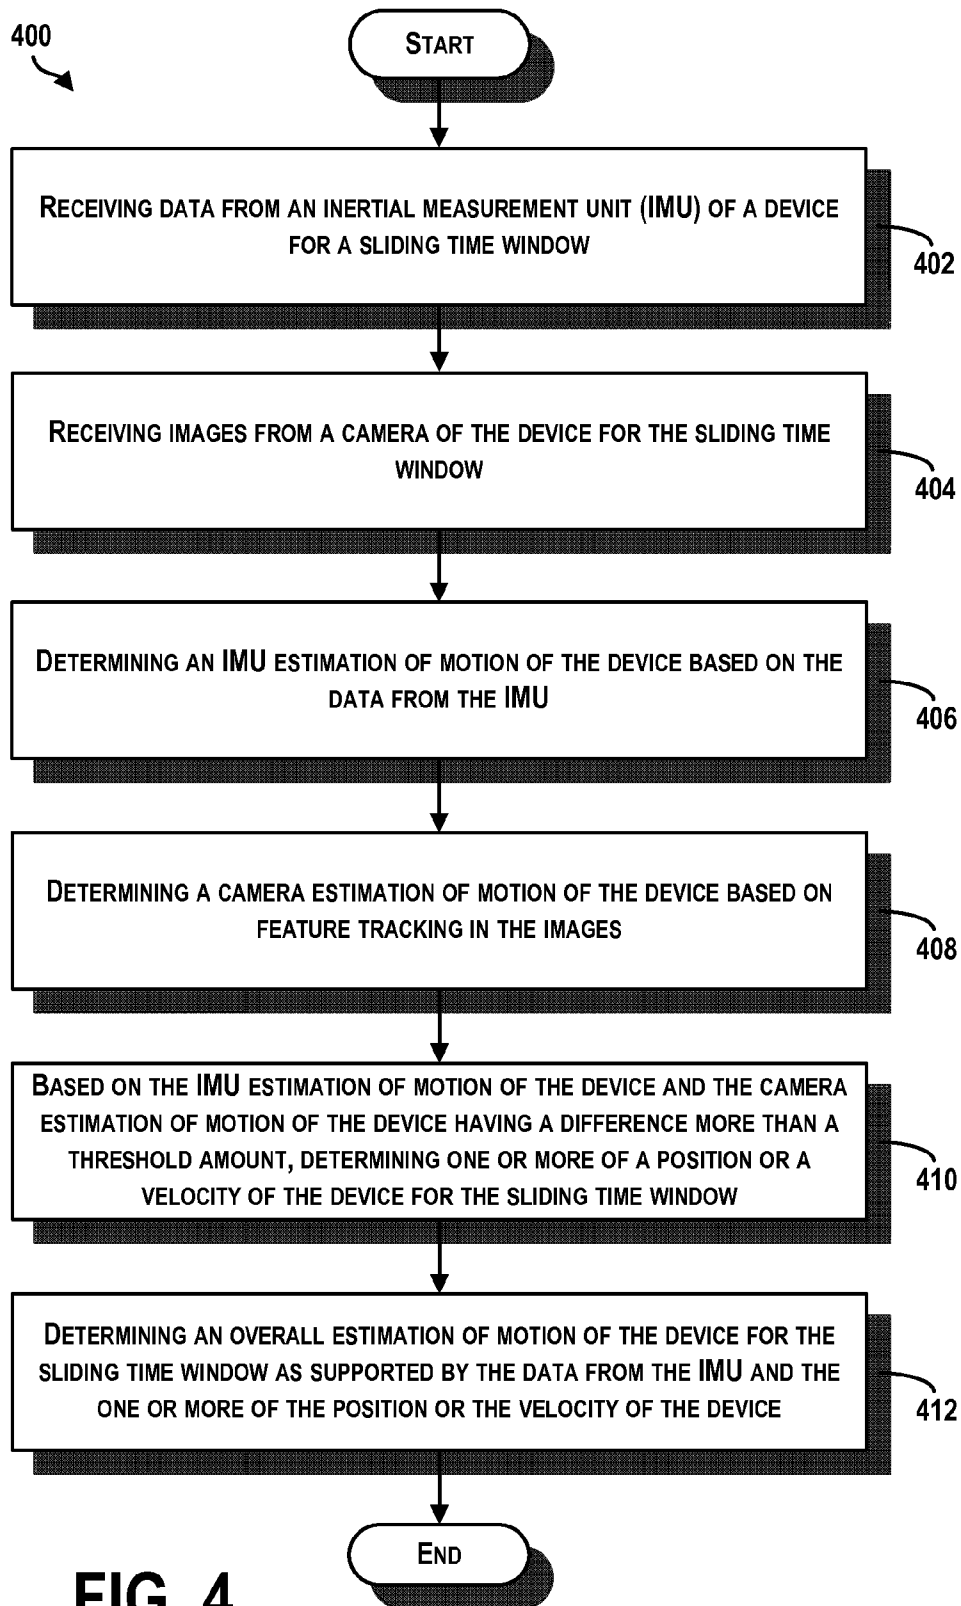 400
START
RECEIVING DATA FROM AN INERTIAL MEASUREMENT UNIT (IMU) OF A DEVICE
FOR A SLIDING TIME WINDOW
402
RECEIVING IMAGES FROM A CAMERA OF THE DEVICE FOR THE SLIDING TIME
WINDOW
404
DETERMINING AN IMU ESTIMATION OF MOTION OF THE DEVICE BASED ON THE
DATA FROM THE IMU
406
DETERMINING A CAMERA ESTIMATION OF MOTION OF THE DEVICE BASED ON
FEATURE TRACKING IN THE IMAGES
408
BASED ON THE IMU ESTIMATION OF MOTION OF THE DEVICE AND THE CAMERA
ESTIMATION OF MOTION OF THE DEVICE HAVING A DIFFERENCE MORE THAN A
THRESHOLD AMOUNT, DETERMINING ONE OR MORE OF A POSITION OR A
VELOCITY OF THE DEVICE FOR THE SLIDING TIME WINDOW
410
DETERMINING AN OVERALL ESTIMATION OF MOTION OF THE DEVICE FOR THE
SLIDING TIME WINDOW AS SUPPORTED BY THE DATA FROM THE IMU AND THE
ONE OR MORE OF THE POSITION OR THE VELOCITY OF THE DEVICE
412
END
FIG. 4